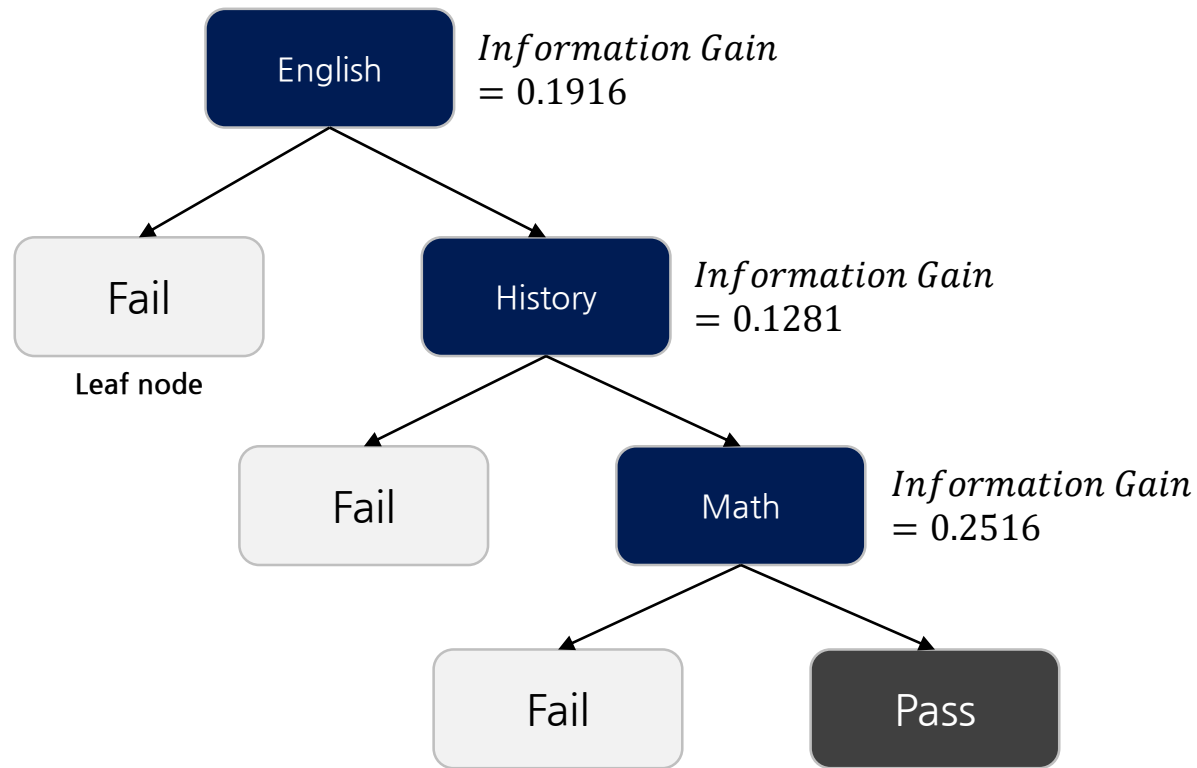 English
Information Gain
= 0.1916
Fail
Leaf node
History
Information Gain
= 0.1281
Fail
Math
Information Gain
= 0.2516
Fail
Pass